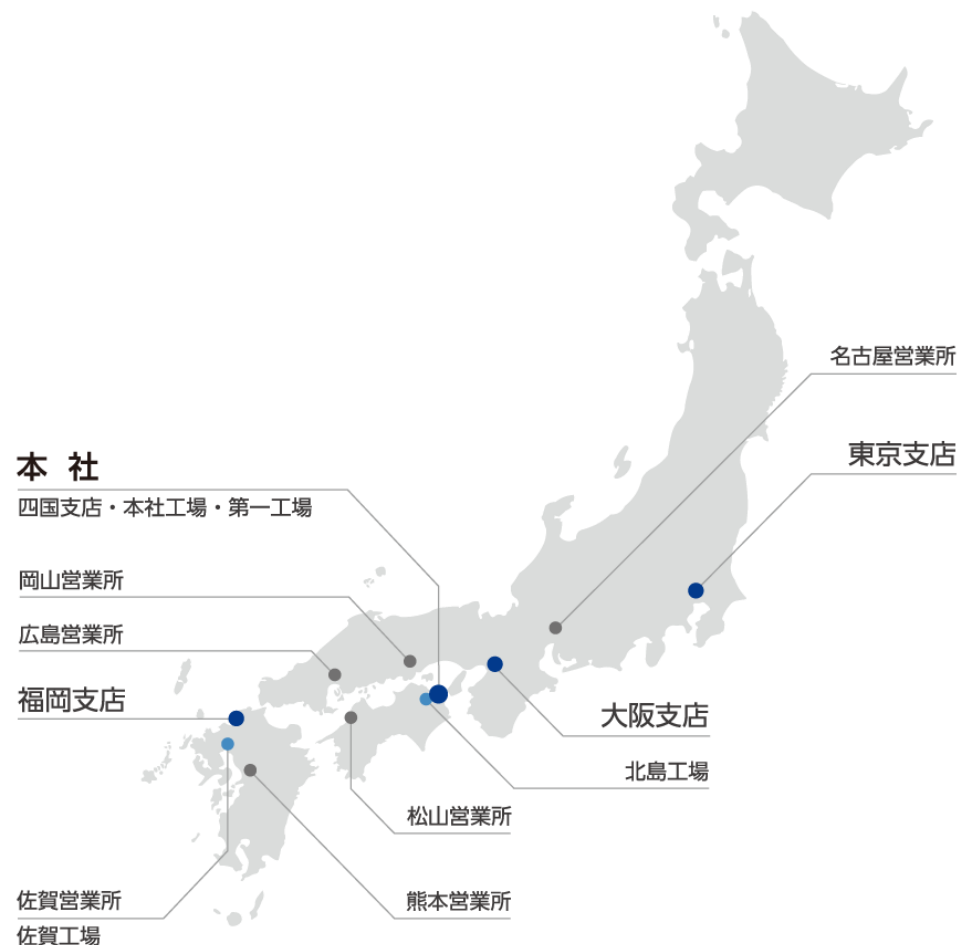 名古屋営業所
東京支店
本 社
四国支店・本社工場・第一工場
岡山営業所
広島営業所
福岡支店
大阪支店
北島工場
松山営業所
佐賀営業所
熊本営業所
佐賀工場